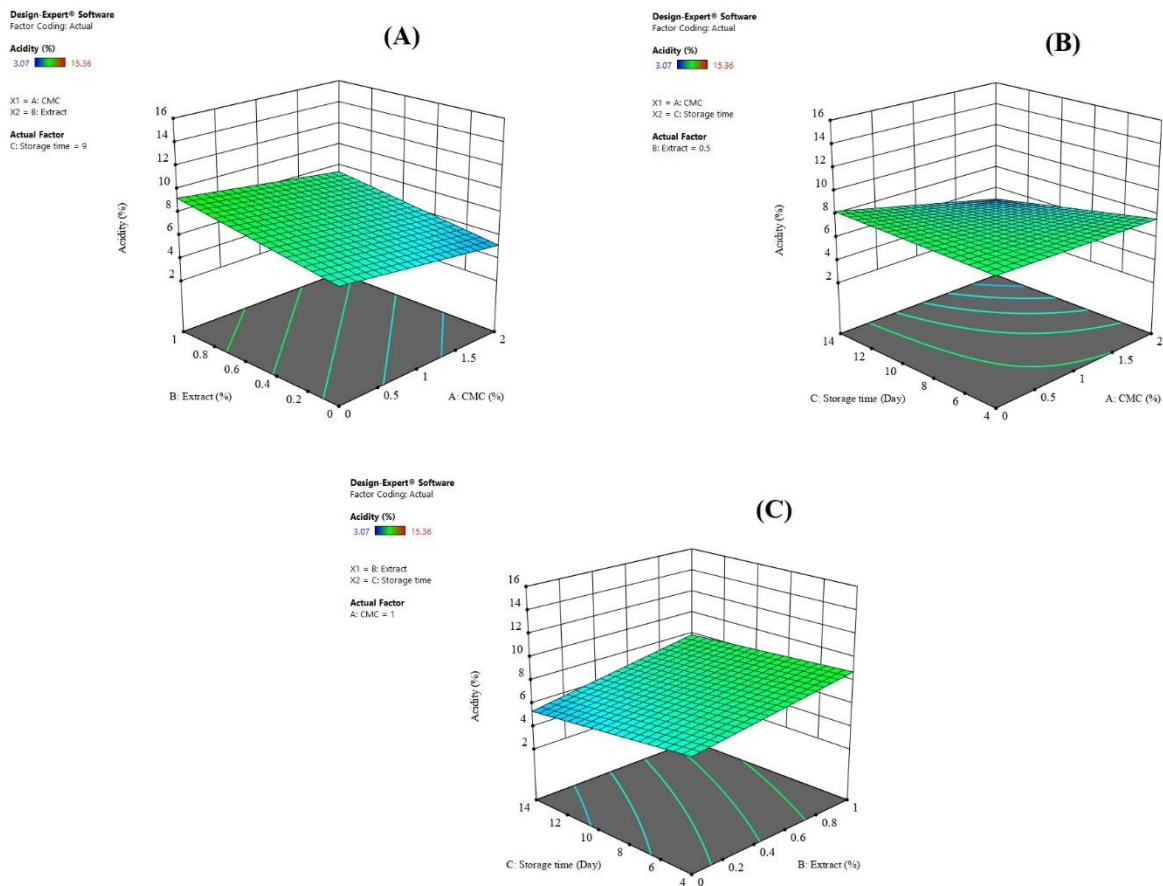 Design-Expert® Software
Factor Coding: Actual
Acidity (%)
3.07 15.36
X1 = A: CMC
X2 = B: Extract
Actual Factor
C: Storage time = 9
(A)
16
14
12
10
8
6
4
2
Acidity (%)
1
0.8
0.6
0.4
0.2
0
B: Extract (%)
0
0.5
1
1.5
2
A: CMC (%)
Design-Expert® Software
Factor Coding: Actual
Acidity (%)
3.07 15.36
X1 = A: CMC
X2 = C: Storage time
Actual Factor
B: Extract = 0.5
(B)
16
14
12
10
8
6
4
2
Acidity (%)
14
12
10
8
6
4
C: Storage time (Day)
0
0.5
1
1.5
2
A: CMC (%)
Design-Expert® Software
Factor Coding: Actual
Acidity (%)
3.07 15.36
X1 = B: Extract
X2 = C: Storage time
Actual Factor
A: CMC = 1
(C)
16
14
12
10
8
6
4
2
Acidity (%)
14
12
10
8
6
4
C: Storage time (Day)
0
0.2
0.4
0.6
0.8
1
B: Extract (%)